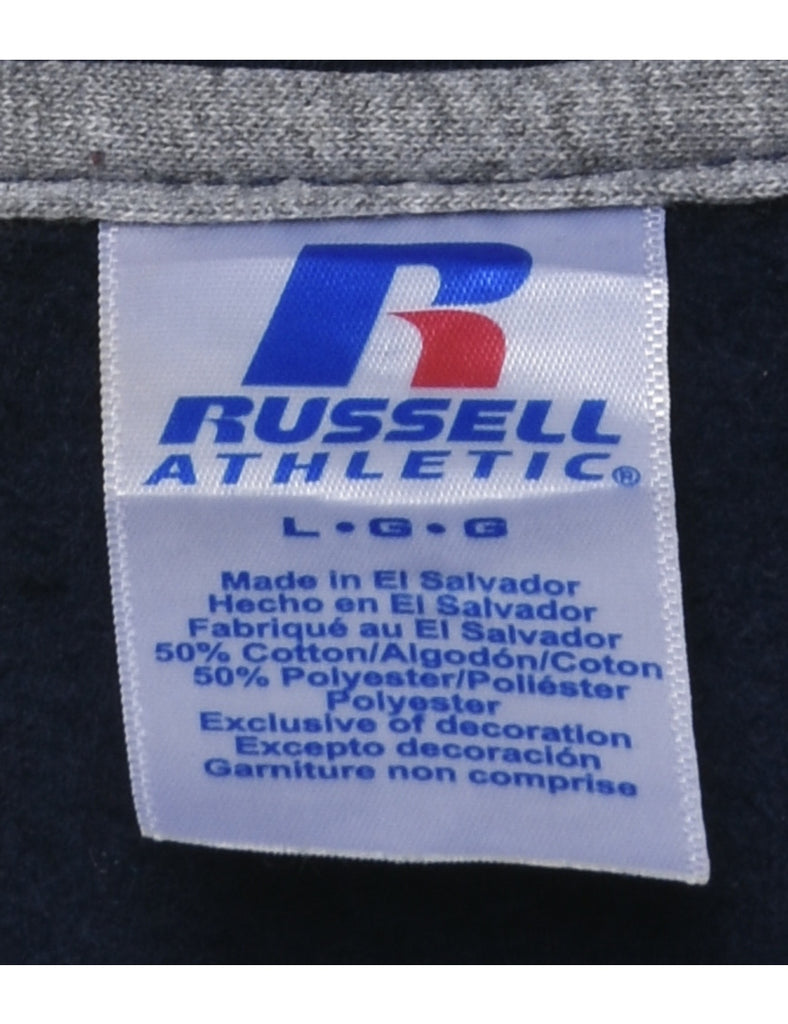 R
RUSSELL
ATHLETIC®
L•G•G
Made in El Salvador
Hecho en El Salvador
Fabriqué au El Salvador
50% Cotton/Algodón/Coton
50% Polyester/Poliéster
Polyester
Exclusive of decoration
Excepto decoración
Garniture non comprise